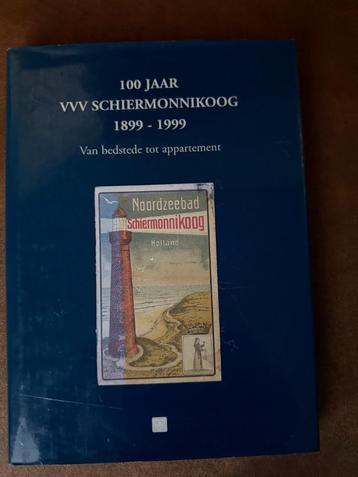 100 JAAR
VVV SCHIERMONNIKOOG
1899 - 1999
Van bedstede tot appartement
Noordzeebad
Schiermonnikoog
Holland